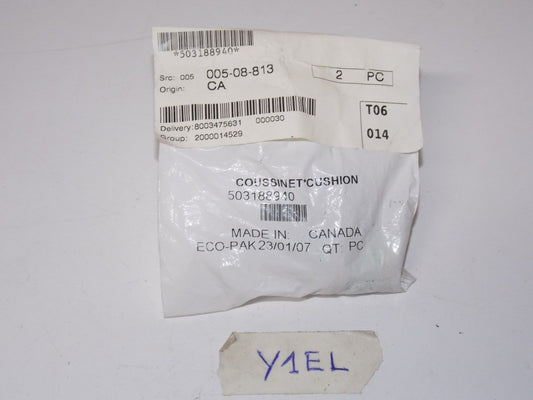 *503188940*
Src: 005 005-08-813 2 PC
Origin: CA
T06
Delivery: 8003475631 000030
Group: 2000014529 014
COUSSINET*CUSHION
503188940
MADE IN: CANADA
ECO-PAK 23/01/07 QT: PC
Y1EL